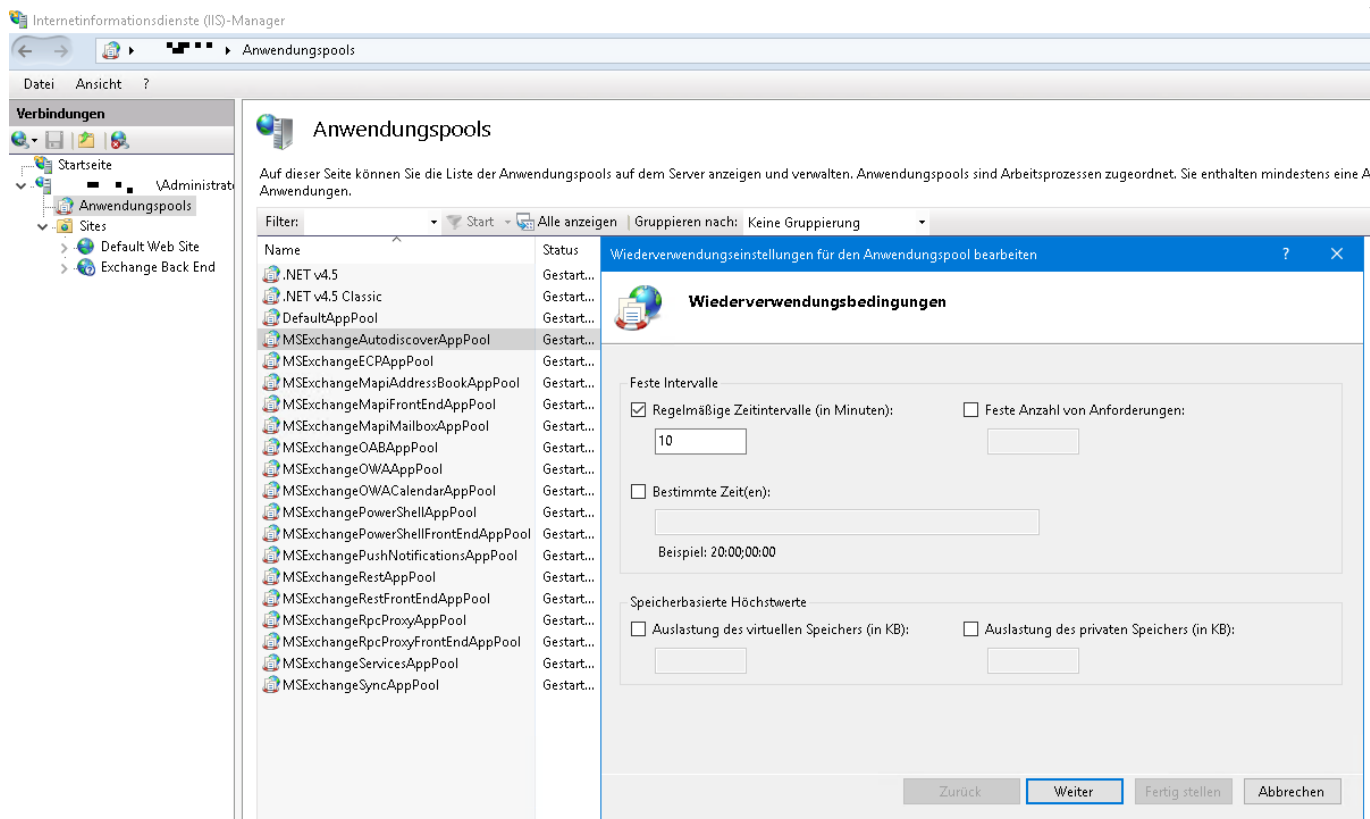 Internetinformationsdienste (IIS)-Manager
Anwendungspools
Datei Ansicht ?
Verbindungen
Startseite
\Administrato
Anwendungspools
Sites
Default Web Site
Exchange Back End
Anwendungspools
Auf dieser Seite können Sie die Liste der Anwendungspools auf dem Server anzeigen und verwalten. Anwendungspools sind Arbeitsprozessen zugeordnet. Sie enthalten mindestens eine A
Anwendungen.
Filter: Start Alle anzeigen Gruppieren nach: Keine Gruppierung
Name Status
.NET v4.5 Gestart...
.NET v4.5 Classic Gestart...
DefaultAppPool Gestart...
MSExchangeAutodiscoverAppPool Gestart...
MSExchangeECPAppPool Gestart...
MSExchangeMapiAddressBookAppPool Gestart...
MSExchangeMapiFrontEndAppPool Gestart...
MSExchangeMapiMailboxAppPool Gestart...
MSExchangeOABAppPool Gestart...
MSExchangeOWAAppPool Gestart...
MSExchangeOWACalendarAppPool Gestart...
MSExchangePowerShellAppPool Gestart...
MSExchangePowerShellFrontEndAppPool Gestart...
MSExchangePushNotificationsAppPool Gestart...
MSExchangeRestAppPool Gestart...
MSExchangeRestFrontEndAppPool Gestart...
MSExchangeRpcProxyAppPool Gestart...
MSExchangeRpcProxyFrontEndAppPool Gestart...
MSExchangeServicesAppPool Gestart...
MSExchangeSyncAppPool Gestart...
Wiederverwendungseinstellungen für den Anwendungspool bearbeiten ?
Wiederverwendungsbedingungen
Feste Intervalle
Regelmäßige Zeitintervalle (in Minuten): Feste Anzahl von Anforderungen:
10
Bestimmte Zeit(en):
Beispiel: 20:00;00:00
Speicherbasierte Höchstwerte
Auslastung des virtuellen Speichers (in KB): Auslastung des privaten Speichers (in KB):
Zurück Weiter Fertig stellen Abbrechen